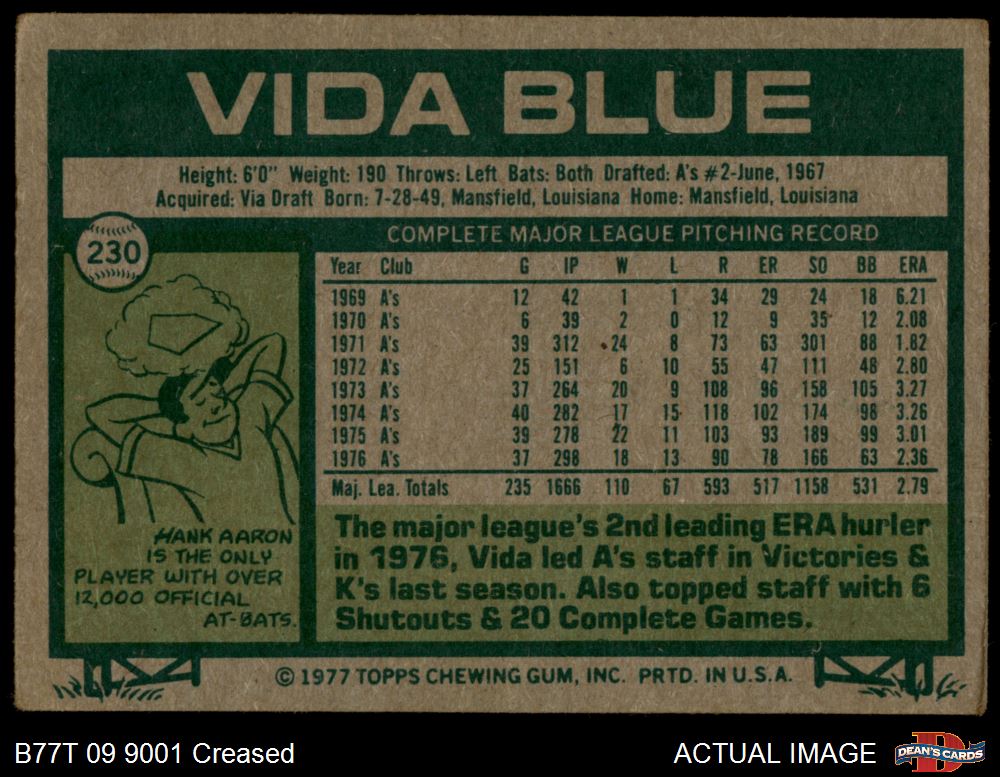 VIDA BLUE
Height: 6'0" Weight: 190 Throws: Left Bats: Both Drafted: A's #2-June, 1967
Acquired: Via Draft Born: 7-28-49, Mansfield, Louisiana Home: Mansfield, Louisiana
230
COMPLETE MAJOR LEAGUE PITCHING RECORD
Year Club G IP W L R ER SO BB ERA
1969 A's 12 42 1 1 34 29 24 18 6.21
1970 A's 6 39 2 0 12 9 35 12 2.08
1971 A's 39 312 •24 8 73 63 301 88 1.82
1972 A's 25 151 6 10 55 47 111 48 2.80
1973 A's 37 264 20 9 108 96 158 105 3.27
1974 A's 40 282 17 15 118 102 174 98 3.26
1975 A's 39 278 22 11 103 93 189 99 3.01
1976 A's 37 298 18 13 90 78 166 63 2.36
Maj. Lea. Totals 235 1666 110 67 593 517 1158 531 2.79
HANK AARON
IS THE ONLY
PLAYER WITH OVER
12,000 OFFICIAL
AT-BATS.
The major league's 2nd leading ERA hurler
in 1976, Vida led A's staff in Victories &
K's last season. Also topped staff with 6
Shutouts & 20 Complete Games.
© 1977 TOPPS CHEWING GUM, INC. PRTD. IN U.S.A.
B77T 09 9001 Creased
ACTUAL IMAGE
DEAN'S CARDS